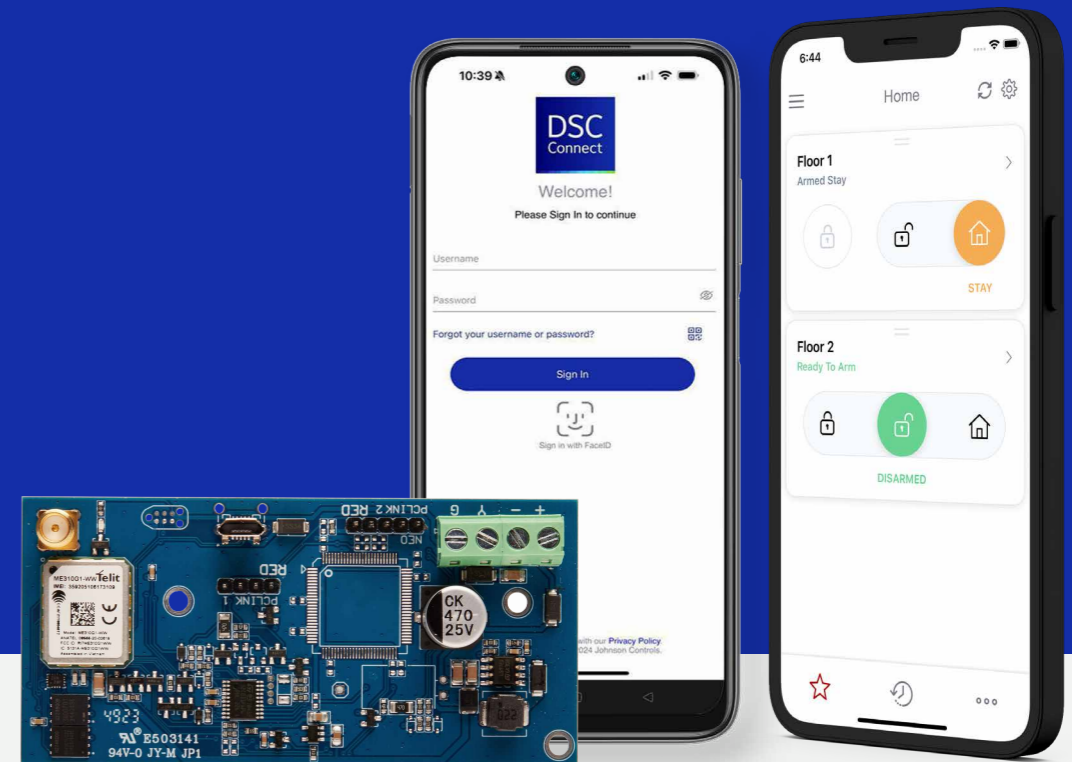 10:39
DSC
Connect
Welcome!
Please Sign In to continue
Username
Password
Forgot your username or password?
Sign In
Sign in with FaceID
with our Privacy Policy.
2024 Johnson Controls.
6:44
Home
Floor 1
Armed Stay
STAY
Floor 2
Ready To Arm
DISARMED
PCLINK 2 RED
NEO
G Y - +
RED
PCLINK 1
ME310G1-WW Telit
CK
470
25V
4923
E503141
94V-0 JY-M JP1